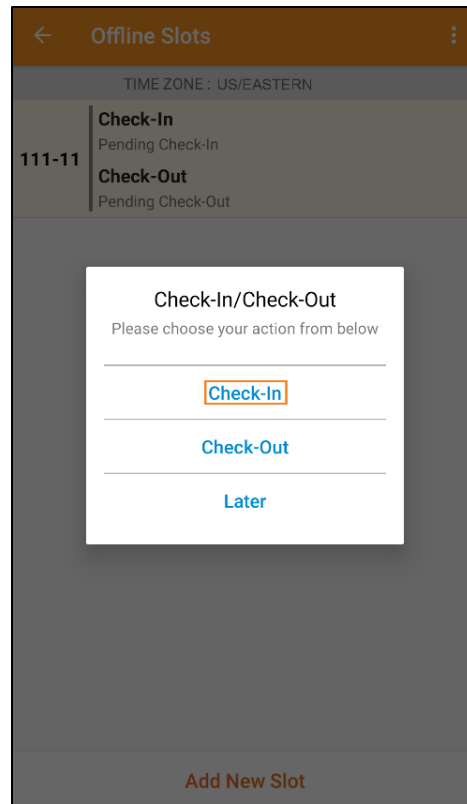 Offline Slots
TIME ZONE : US/EASTERN
111-11
Check-In
Pending Check-In
Check-Out
Pending Check-Out
Check-In/Check-Out
Please choose your action from below
Check-In
Check-Out
Later
Add New Slot